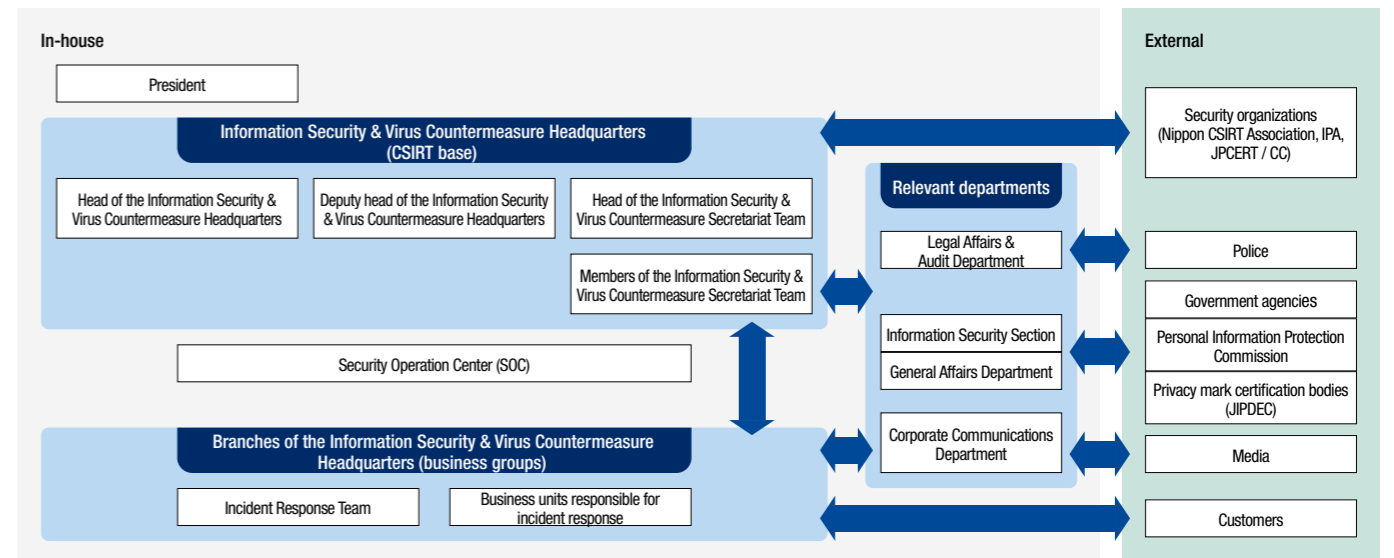 In-house
President
Information Security & Virus Countermeasure Headquarters
(CSIRT base)
Head of the Information Security &
Virus Countermeasure Headquarters
Deputy head of the Information Security
& Virus Countermeasure Headquarters
Head of the Information Security &
Virus Countermeasure Secretariat Team
Members of the Information Security &
Virus Countermeasure Secretariat Team
Security Operation Center (SOC)
Branches of the Information Security & Virus Countermeasure
Headquarters (business groups)
Incident Response Team
Business units responsible for
incident response
Relevant departments
Legal Affairs &
Audit Department
Information Security Section
General Affairs Department
Corporate Communications
Department
External
Security organizations
(Nippon CSIRT Association, IPA,
JPCERT / CC)
Police
Government agencies
Personal Information Protection
Commission
Privacy mark certification bodies
(JIPDEC)
Media
Customers